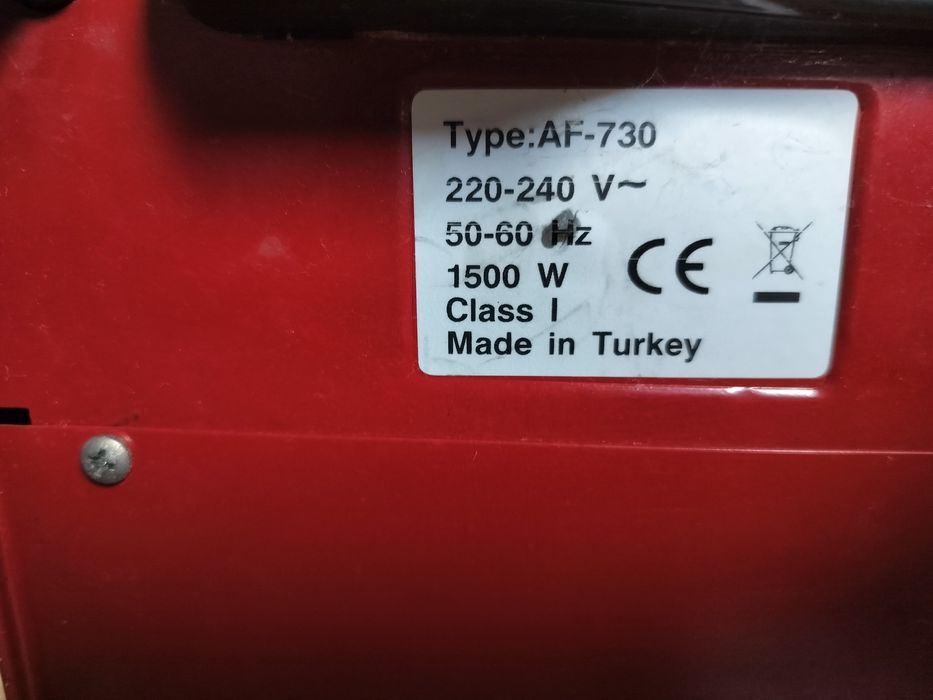 Type:AF-730
220-240 V~
50-60 Hz
1500 W
Class I
Made in Turkey
CE